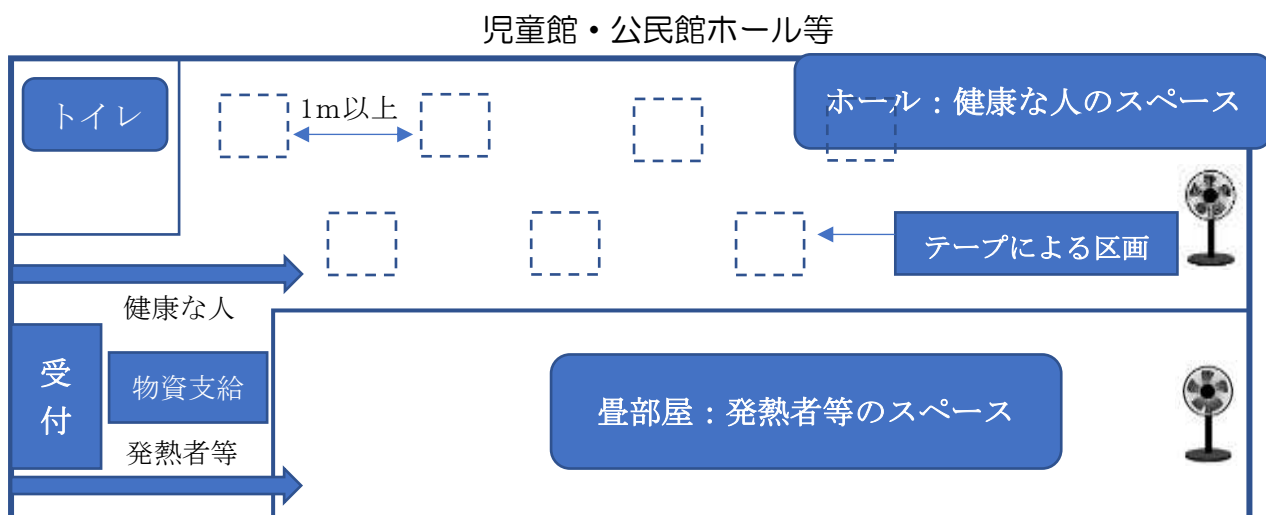 児童館・公民館ホール等
トイレ
1m以上
ホール：健康な人のスペース
テープによる区画
健康な人
受
付
物資支給
発熱者等
畳部屋：発熱者等のスペース